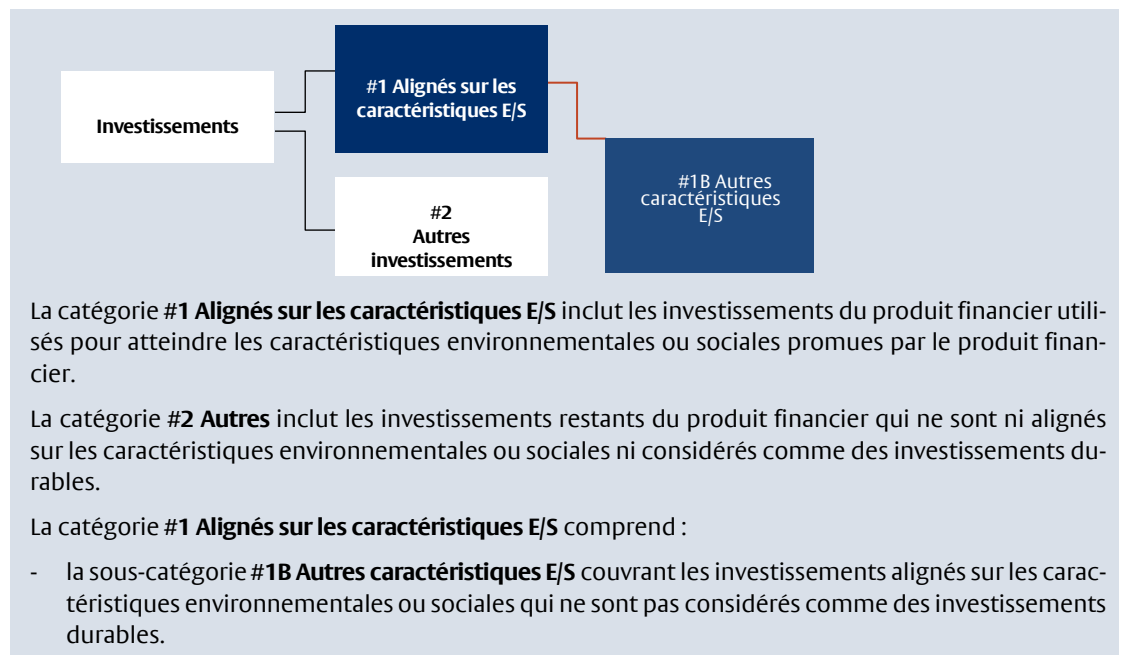 #1 Alignés sur les
caractéristiques E/S
Investissements
#1B Autres
caractéristiques
E/S
#2
Autres
investissements
La catégorie #1 Alignés sur les caractéristiques E/S inclut les investissements du produit financier utili-
sés pour atteindre les caractéristiques environnementales ou sociales promues par le produit finan-
cier.
La catégorie #2 Autres inclut les investissements restants du produit financier qui ne sont ni alignés
sur les caractéristiques environnementales ou sociales ni considérés comme des investissements du-
rables.
La catégorie #1 Alignés sur les caractéristiques E/S comprend :
- la sous-catégorie #1B Autres caractéristiques E/S couvrant les investissements alignés sur les carac-
téristiques environnementales ou sociales qui ne sont pas considérés comme des investissements
durables.